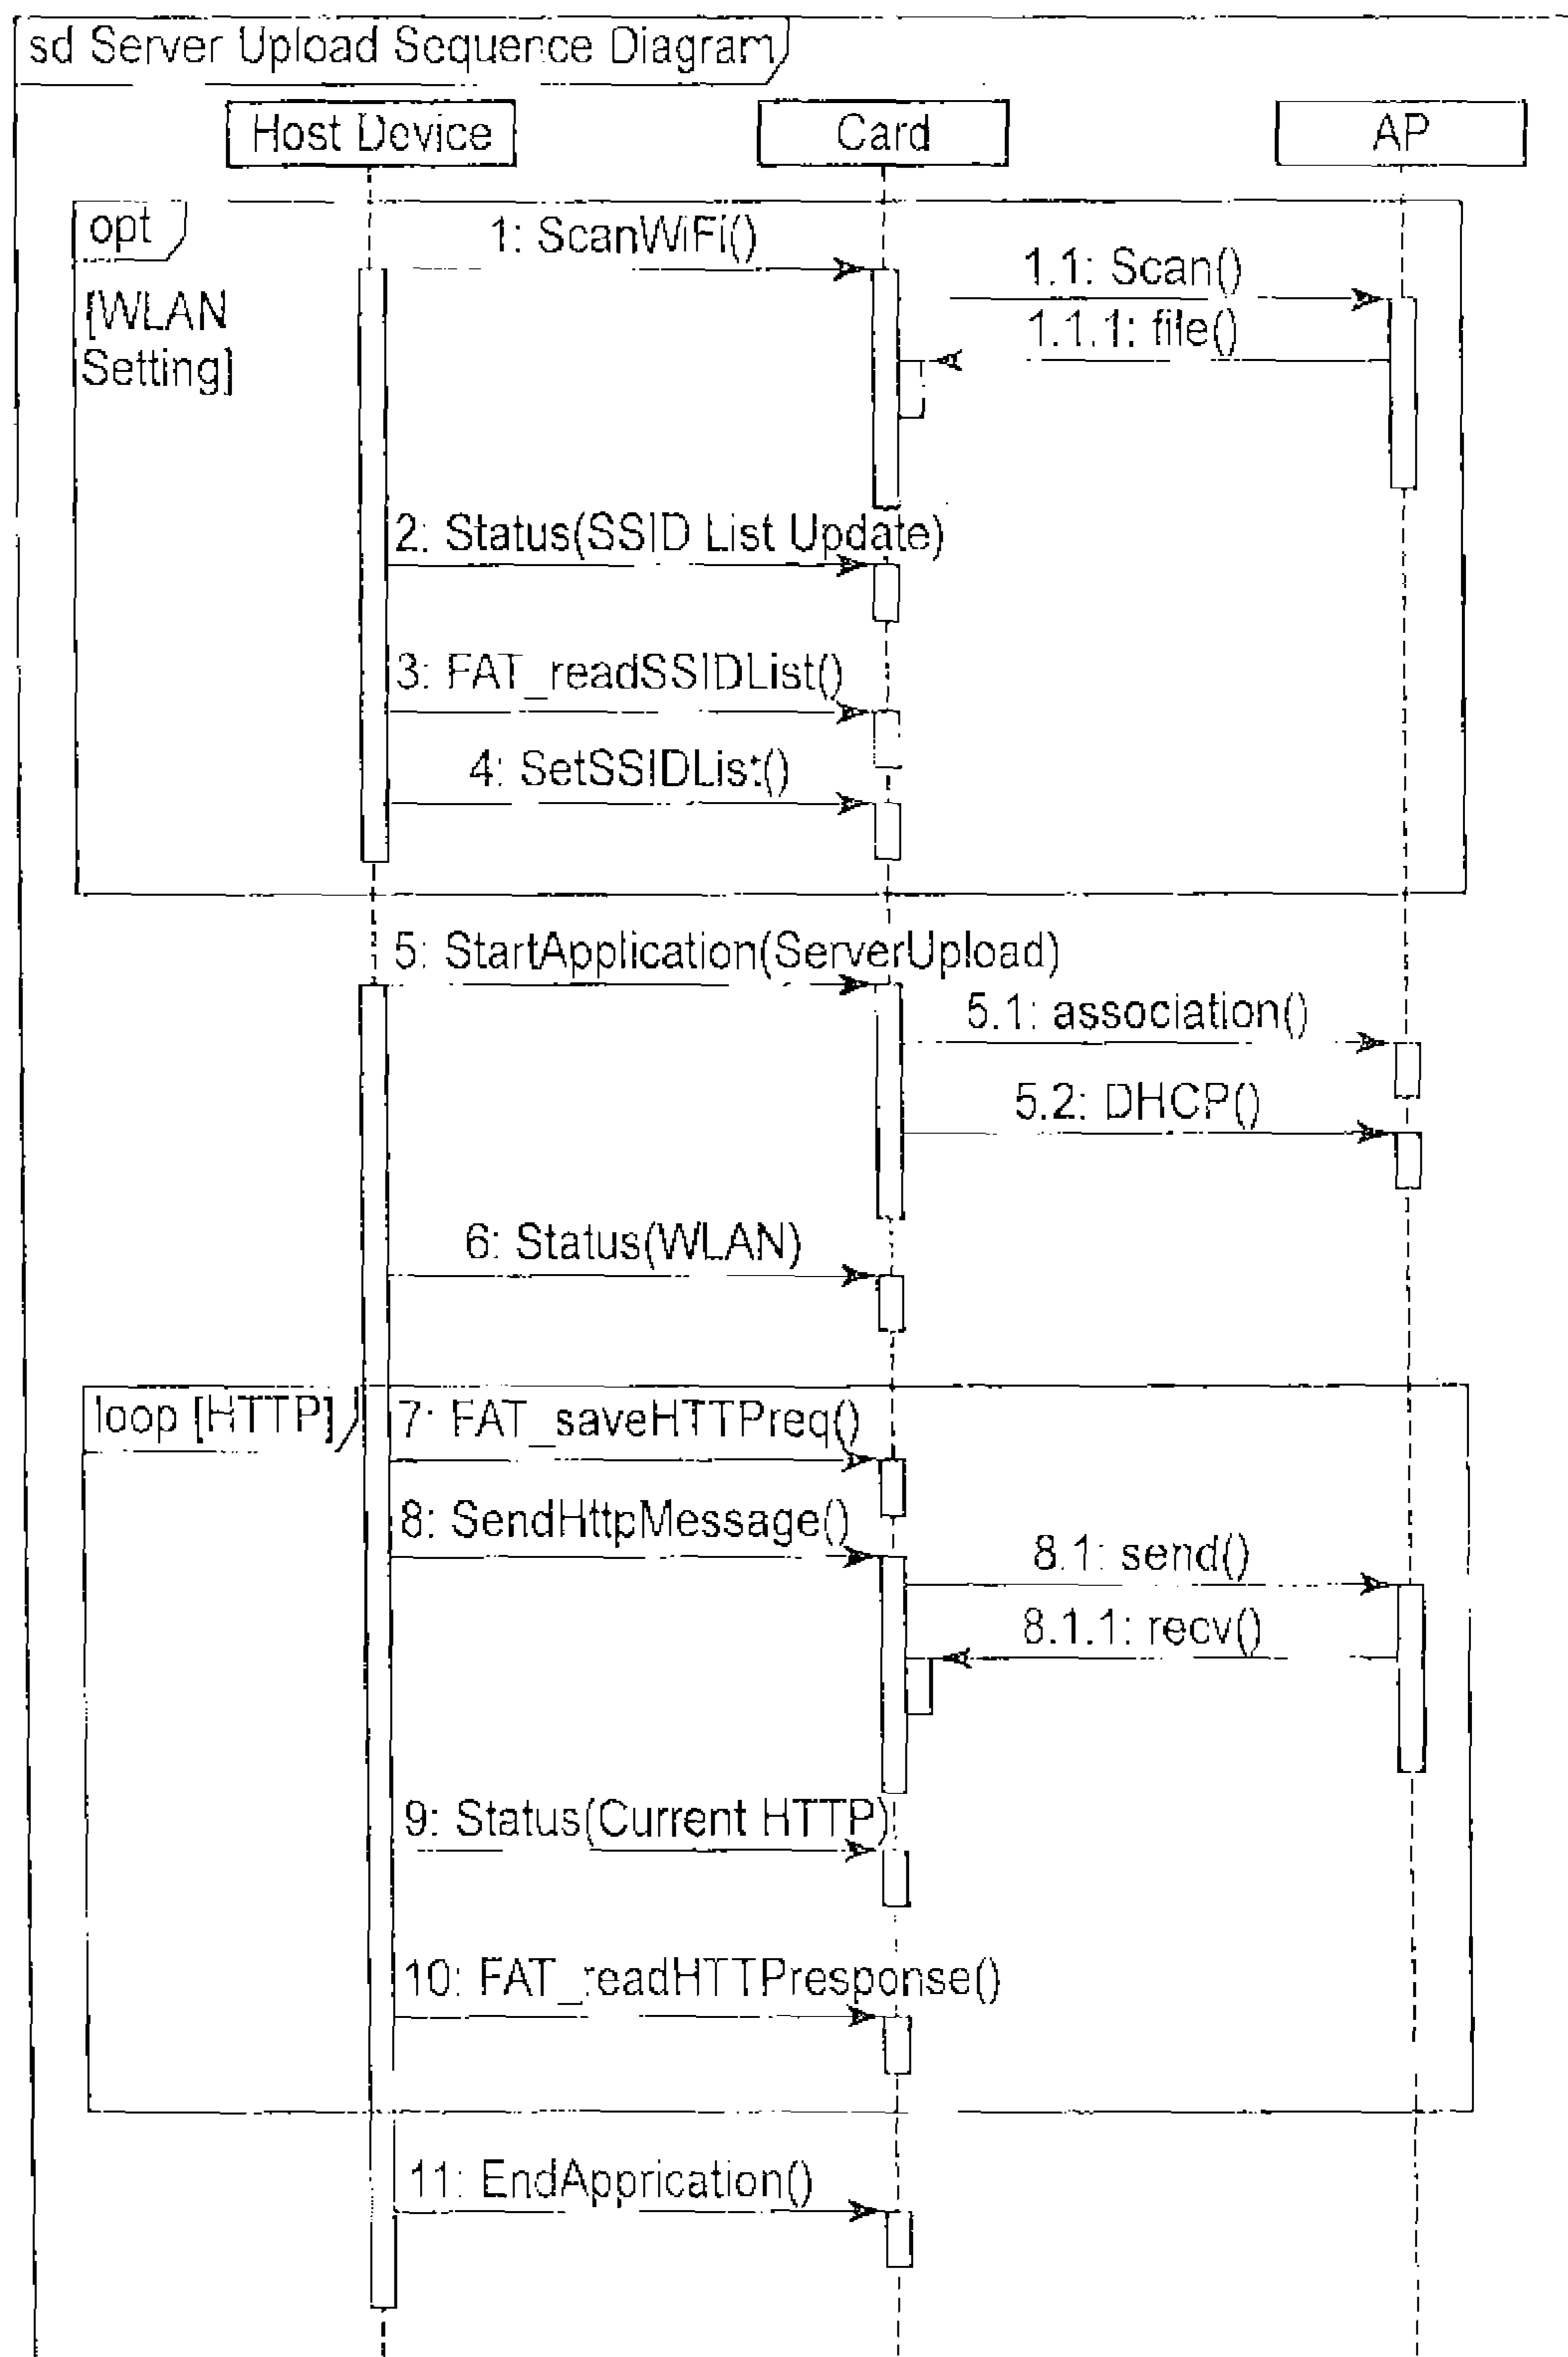 sd Server Upload Sequence Diagram
Host Device
Card
AP
opt
[WLAN
Setting]
1: ScanWiFi()
1.1: Scan()
1.1.1: file()
2: Status(SSID List Update)
3: FAT_readSSIDList()
4: SetSSIDList()
5: StartApplication(ServerUpload)
5.1: association()
5.2: DHCP()
6: Status(WLAN)
loop [HTTP]
7: FAT_saveHTTPreq()
8: SendHttpMessage()
8.1: send()
8.1.1: recv()
9: Status(Current HTTP)
10: FAT_readHTTPresponse()
11: EndApprication()